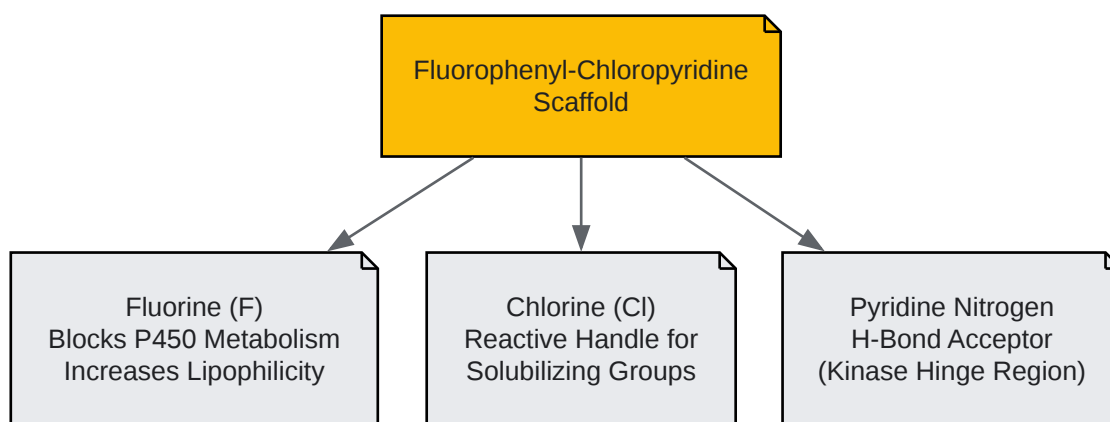 Fluorophenyl-Chloropyridine
Scaffold
Fluorine (F)
Blocks P450 Metabolism
Increases Lipophilicity
Chlorine (Cl)
Reactive Handle for
Solubilizing Groups
Pyridine Nitrogen
H-Bond Acceptor
(Kinase Hinge Region)